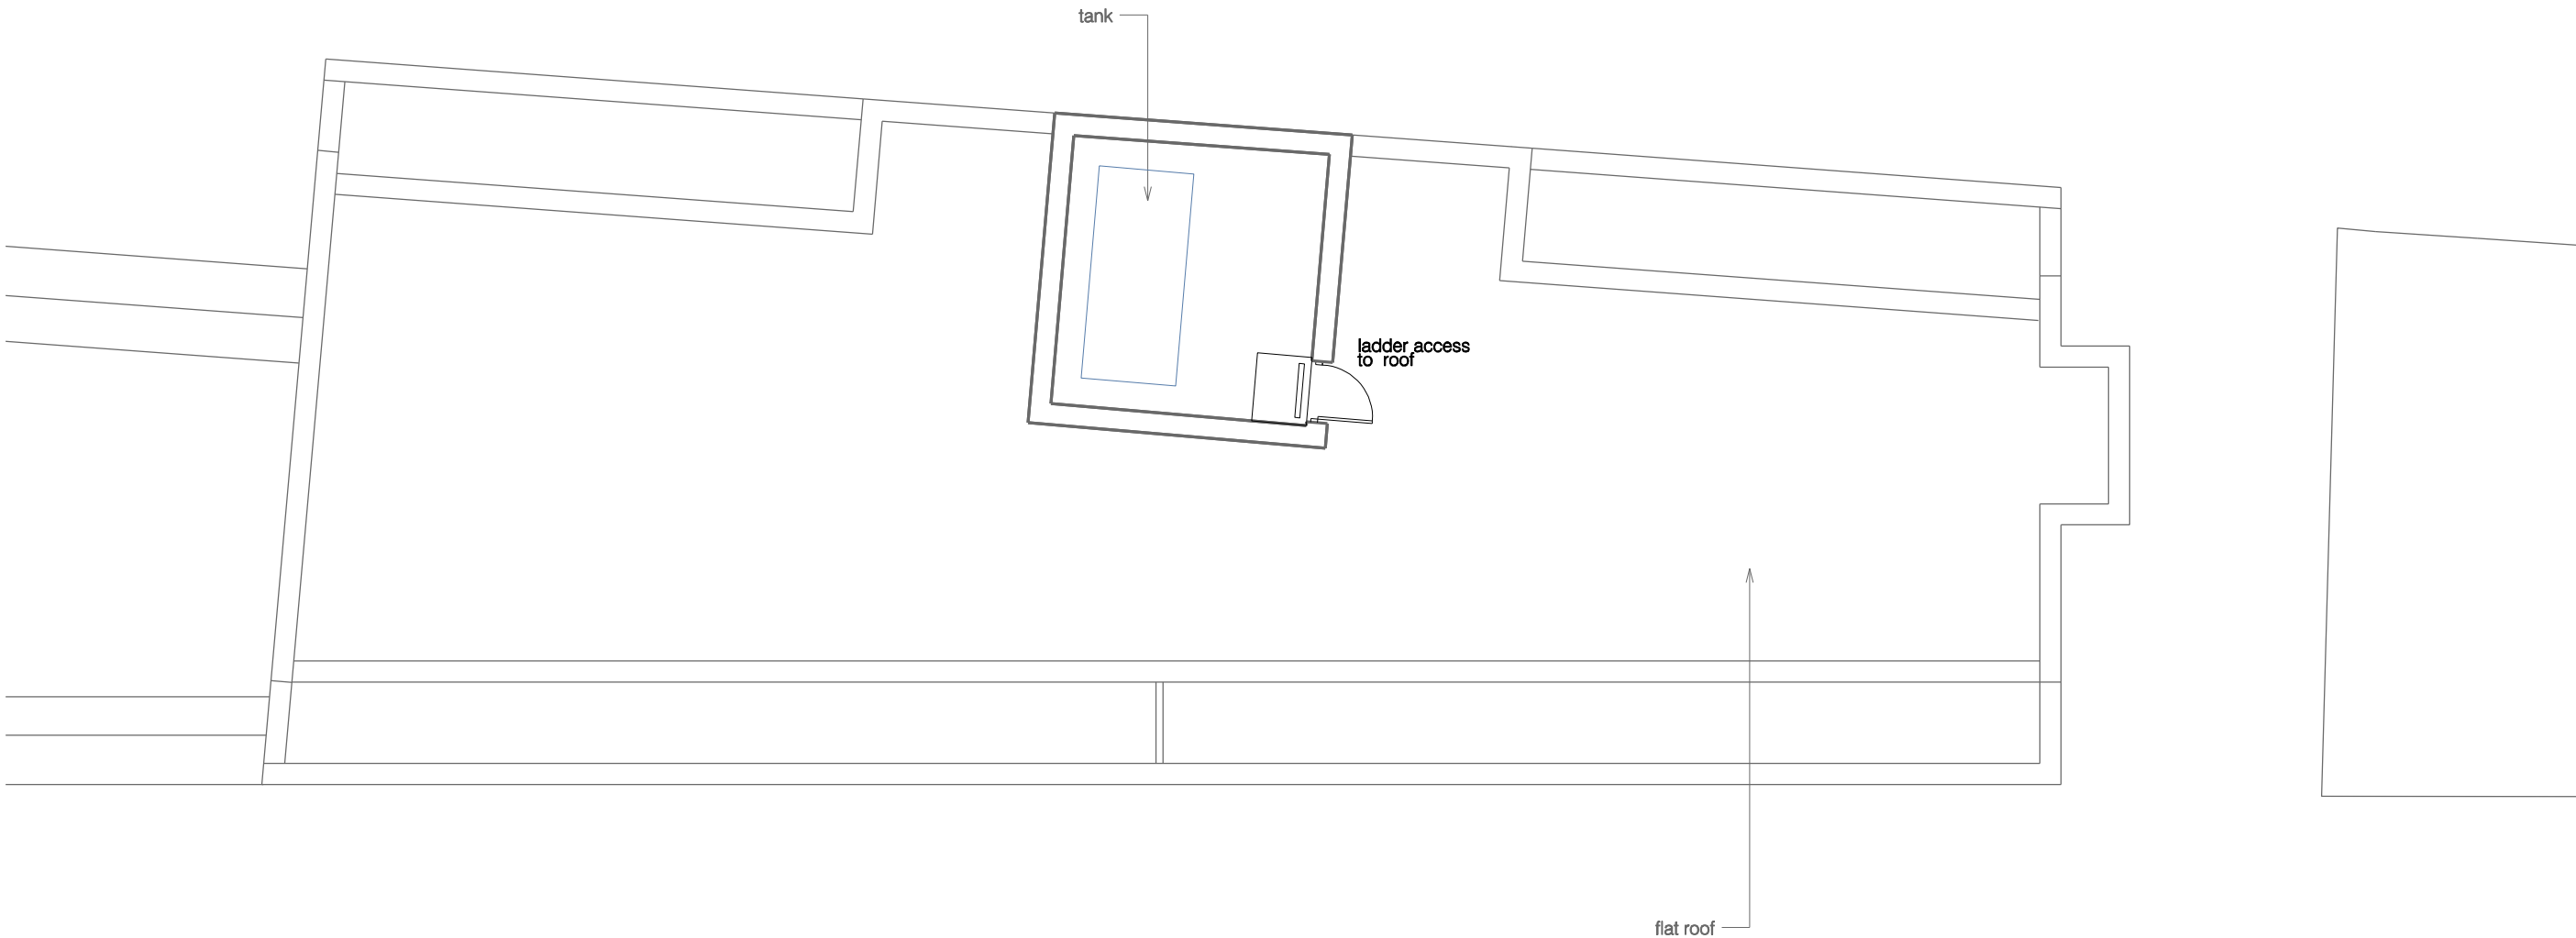 tank
ladder access
to roof
flat roof